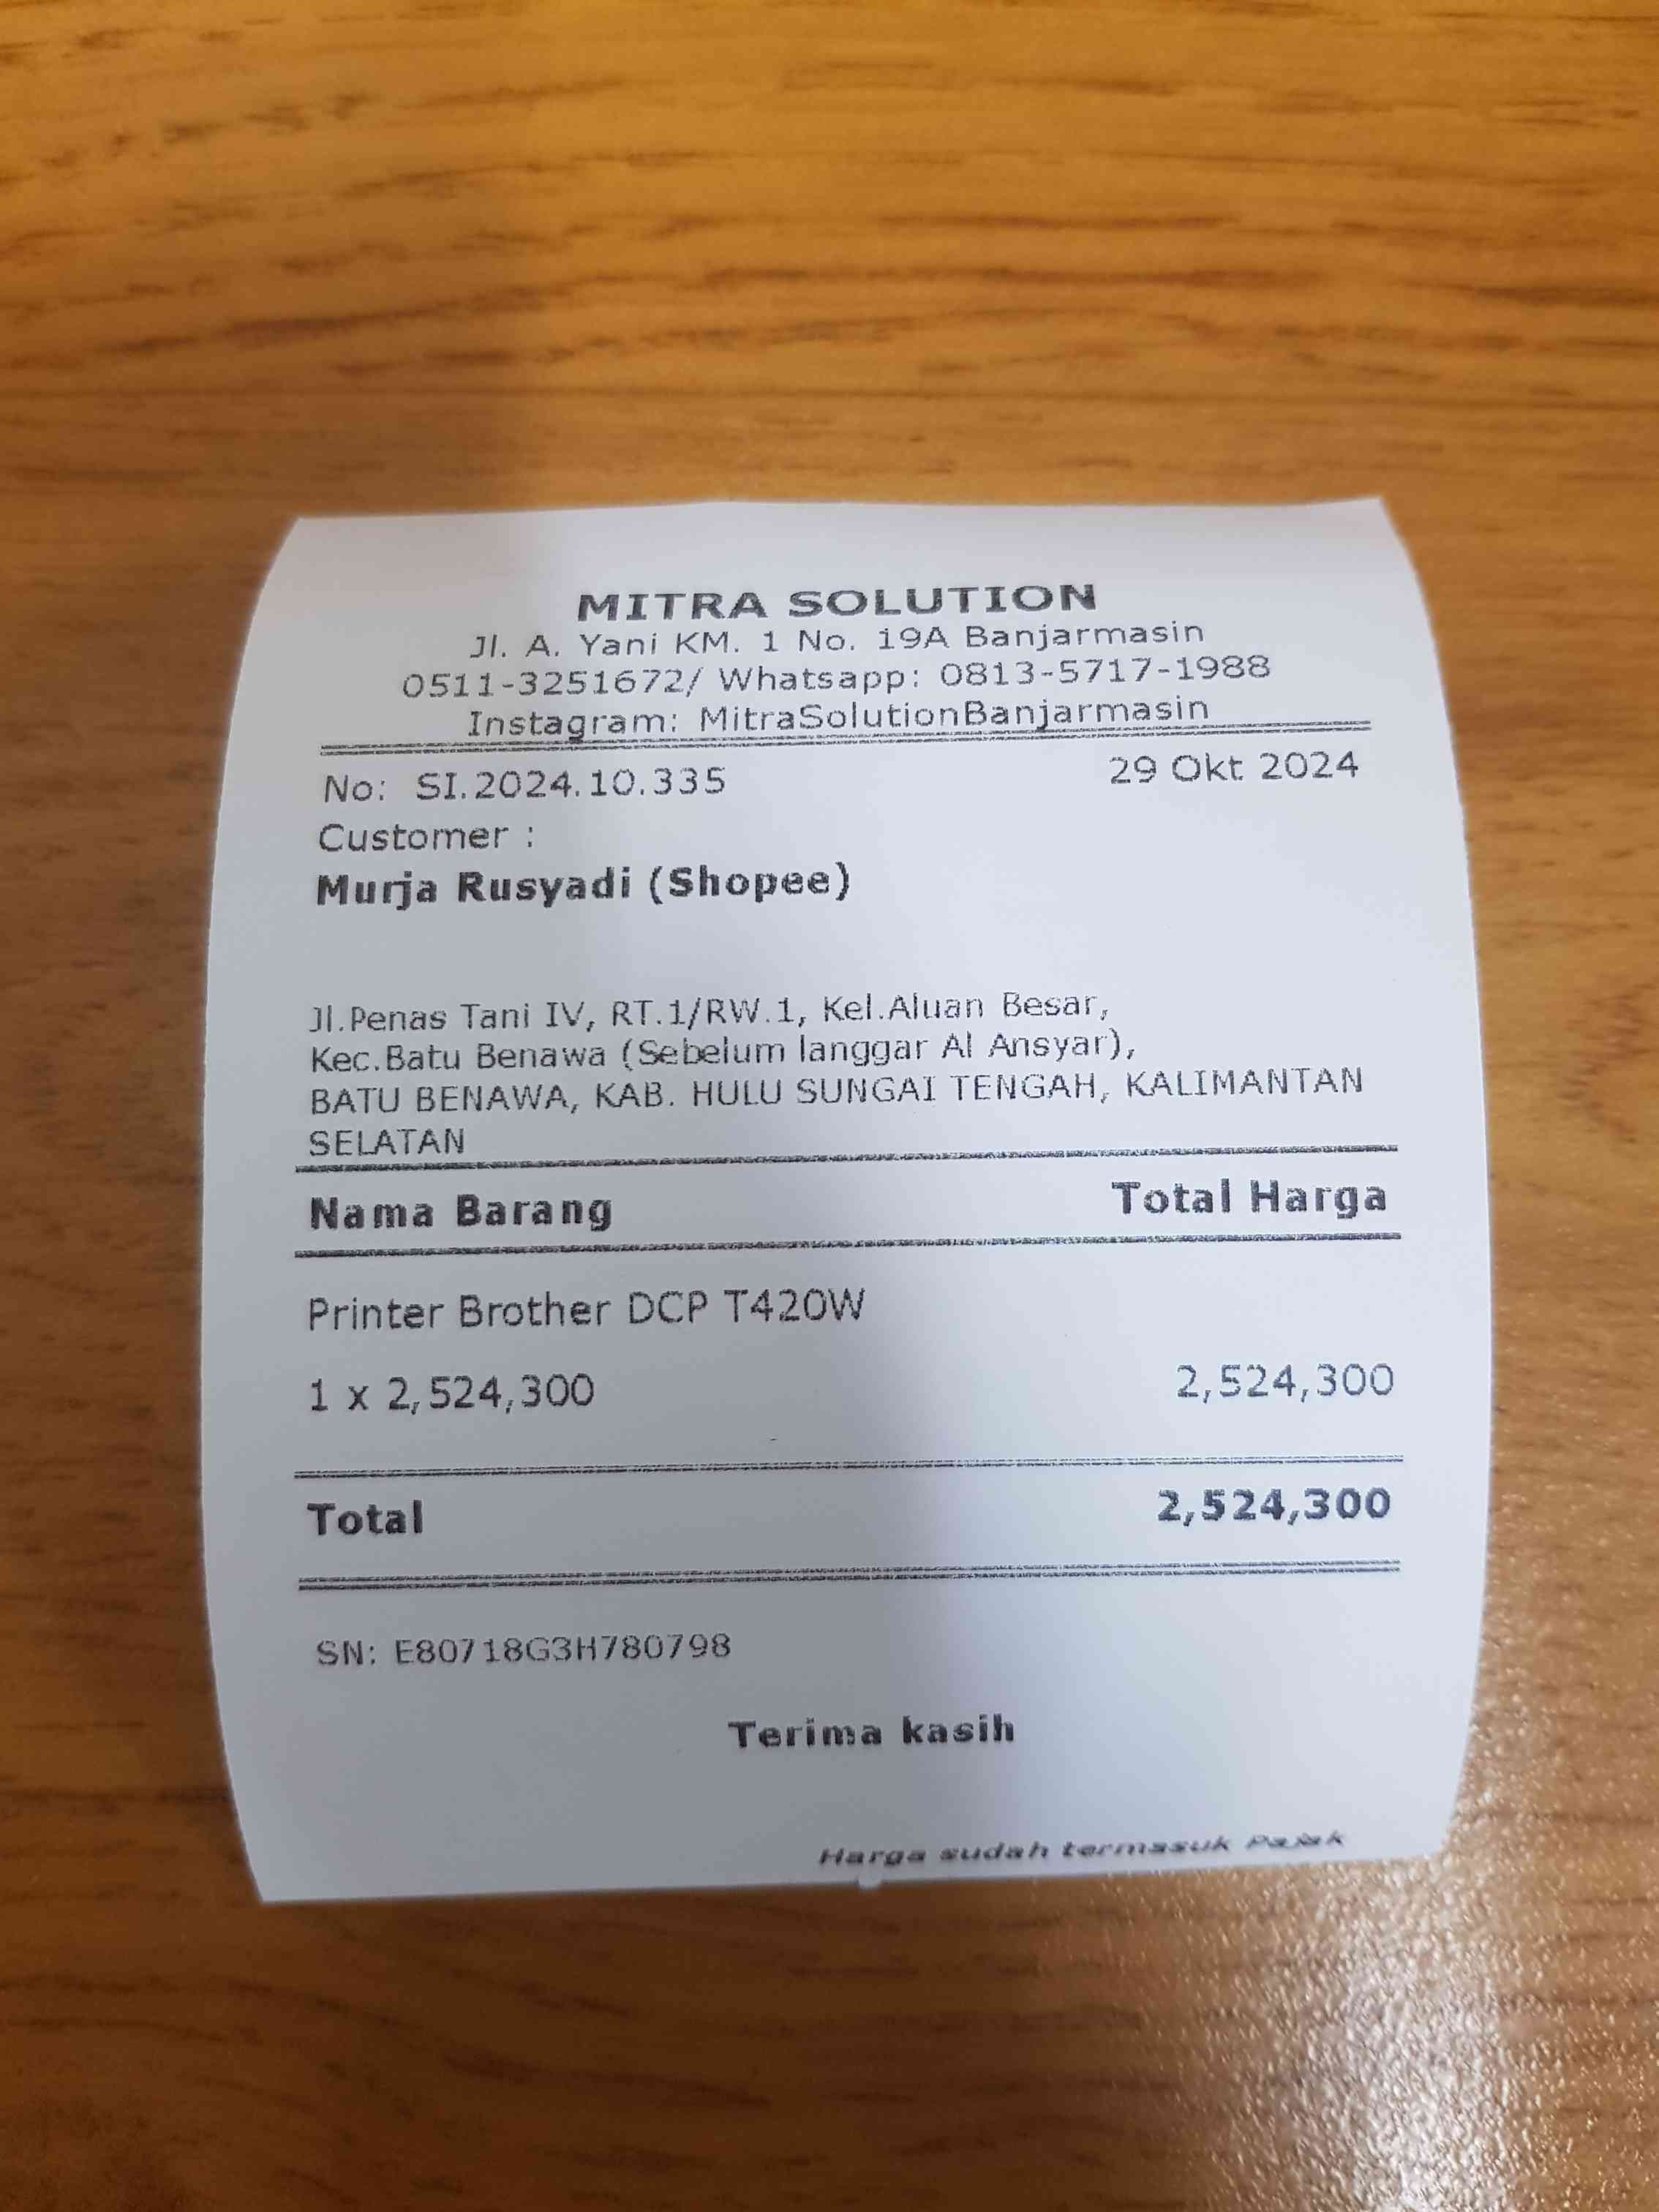 MITRA SOLUTION
Jl. A. Yani KM. 1 No. 19A Banjarmasin
0511-3251672/ Whatsapp: 0813-5717-1988
Instagram: MitraSolutionBanjarmasin
No: SI.2024.10.335 29 Okt 2024
Customer :
Murja Rusyadi (Shopee)
Jl.Penas Tani IV, RT.1/RW.1, Kel.Aluan Besar,
Kec.Batu Benawa (Sebelum langgar Al Ansyar),
BATU BENAWA, KAB. HULU SUNGAI TENGAH, KALIMANTAN
SELATAN
Nama Barang Total Harga
Printer Brother DCP T420W
1 x 2,524,300 2,524,300
Total 2,524,300
SN: E80718G3H780798
Terima kasih
Harga sudah termasuk Pajak